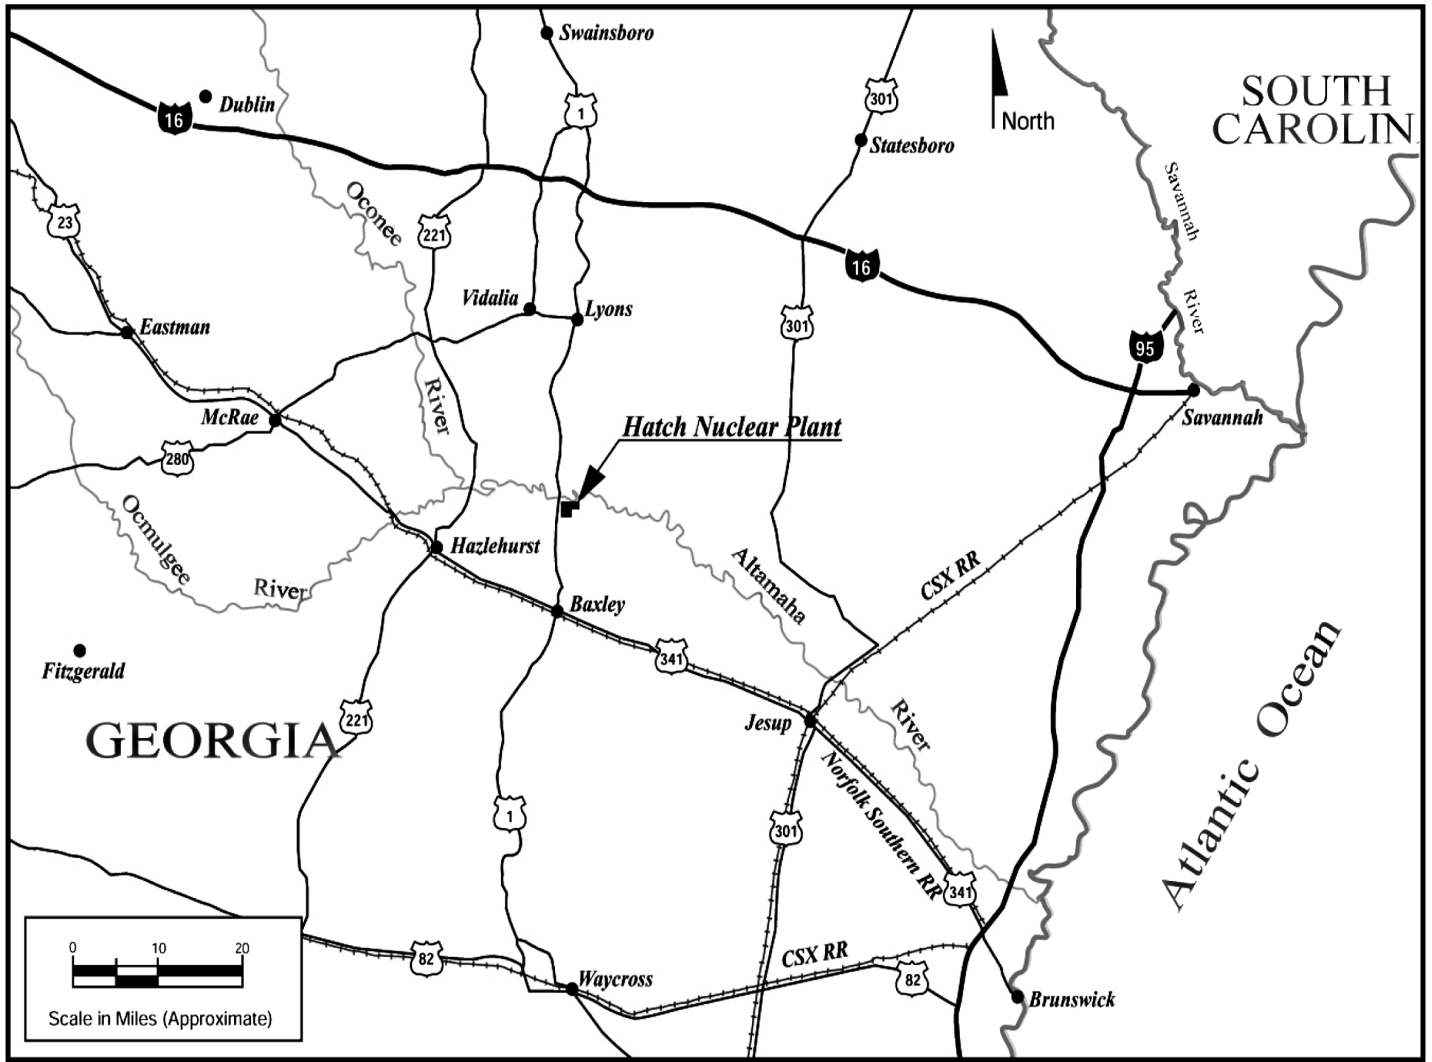 Swainsboro
Dublin
16
1
301
North
SOUTH
CAROLIN
Statesboro
Savannah
River
23
Oconee
River
221
16
Vidalia
Lyons
301
95
Eastman
McRae
280
Savannah
Hatch Nuclear Plant
Ocmulgee
River
Hazlehurst
Altamaha
River
CSX RR
Baxley
341
Fitzgerald
GEORGIA
221
Jesup
Norfolk Southern RR
Atlantic Ocean
1
301
341
0 10 20
Scale in Miles (Approximate)
82
Waycross
CSX RR
82
Brunswick